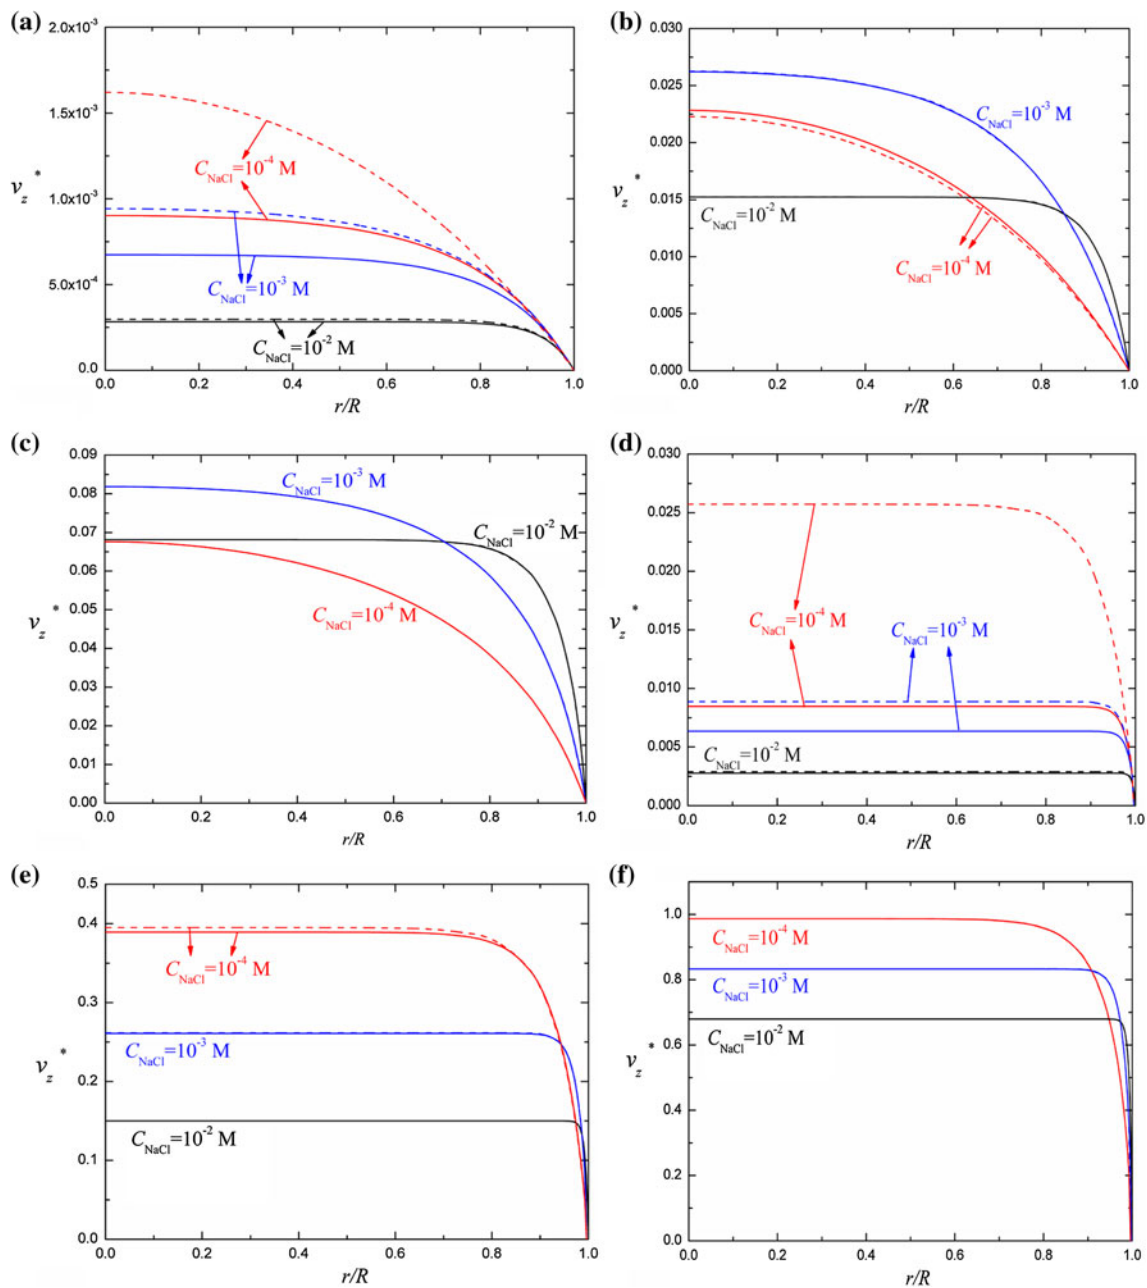 (a)
2.0x10⁻³
1.5x10⁻³
v_z*
1.0x10⁻³
5.0x10⁻⁴
0.0
C_NaCl=10⁻⁴ M
C_NaCl=10⁻³ M
C_NaCl=10⁻² M
0.0 0.2 0.4 0.6 0.8 1.0
r/R
(b)
0.030
0.025
0.020
v_z*
0.015
0.010
0.005
0.000
C_NaCl=10⁻³ M
C_NaCl=10⁻² M
C_NaCl=10⁻⁴ M
0.0 0.2 0.4 0.6 0.8 1.0
r/R
(c)
0.09
0.08
0.07
0.06
0.05
v_z*
0.04
0.03
0.02
0.01
0.00
C_NaCl=10⁻³ M
C_NaCl=10⁻² M
C_NaCl=10⁻⁴ M
0.0 0.2 0.4 0.6 0.8 1.0
r/R
(d)
0.030
0.025
0.020
v_z*
0.015
0.010
0.005
0.000
C_NaCl=10⁻⁴ M
C_NaCl=10⁻³ M
C_NaCl=10⁻² M
0.0 0.2 0.4 0.6 0.8 1.0
r/R
(e)
0.5
0.4
0.3
v_z*
0.2
0.1
0.0
C_NaCl=10⁻⁴ M
C_NaCl=10⁻³ M
C_NaCl=10⁻² M
0.0 0.2 0.4 0.6 0.8 1.0
r/R
(f)
1.0
0.8
0.6
v_z*
0.4
0.2
0.0
C_NaCl=10⁻⁴ M
C_NaCl=10⁻³ M
C_NaCl=10⁻² M
0.0 0.2 0.4 0.6 0.8 1.0
r/R